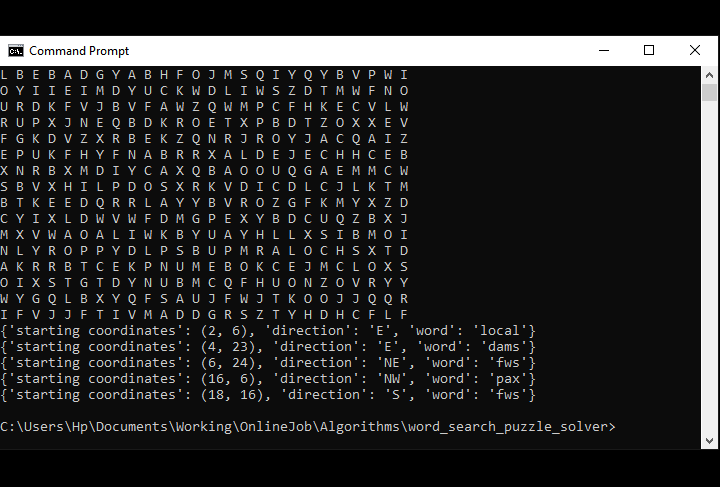 Command Prompt
L B E B A D G Y A B H F O J M S Q I Y Q Y B V P W I
O Y I I E I M D Y U C K W D L I W S Z D T M W F N O
U R D K F V J B V F A W Z Q W M P C F H K E C V L W
R U P X J N E Q B D K R O E T X P B D T Z O X X E V
F G K D V Z X R B E K Z Q N R J R O Y J A C Q A I Z
E P U K F H Y F N A B R R X A L D E J E C H H C E B
X N R B X M D I Y C A X Q B A O O U Q G A E M M C W
S B V X H I L P D O S X R K V D I C D L C J L K T M
B T K E E D Q R R L A Y Y B V R O Z G F K M Y X Z D
C Y I X L D W V W F D M G P E X Y B D C U Q Z B X J
M X V W A O A L I W K B Y U A Y H L L X S I B M O I
N L Y R O P P Y D L P S B U P M R A L O C H S X T D
A K R R B T C E K P N U M E B O K C E J M C L O X S
O I X S T G T D Y N U B M C Q F H U O N Z O V R Y Y
W Y G Q L B X Y Q F S A U J F W J T K O O J J Q Q R
I F V J J F T I V M A D D G R S Z T Y H D H C F L F
{'starting coordinates': (2, 6), 'direction': 'E', 'word': 'local'}
{'starting coordinates': (4, 23), 'direction': 'E', 'word': 'dams'}
{'starting coordinates': (6, 24), 'direction': 'NE', 'word': 'fws'}
{'starting coordinates': (16, 6), 'direction': 'NW', 'word': 'pax'}
{'starting coordinates': (18, 16), 'direction': 'S', 'word': 'fws'}
C:\Users\Hp\Documents\Working\OnlineJob\Algorithms\word_search_puzzle_solver>